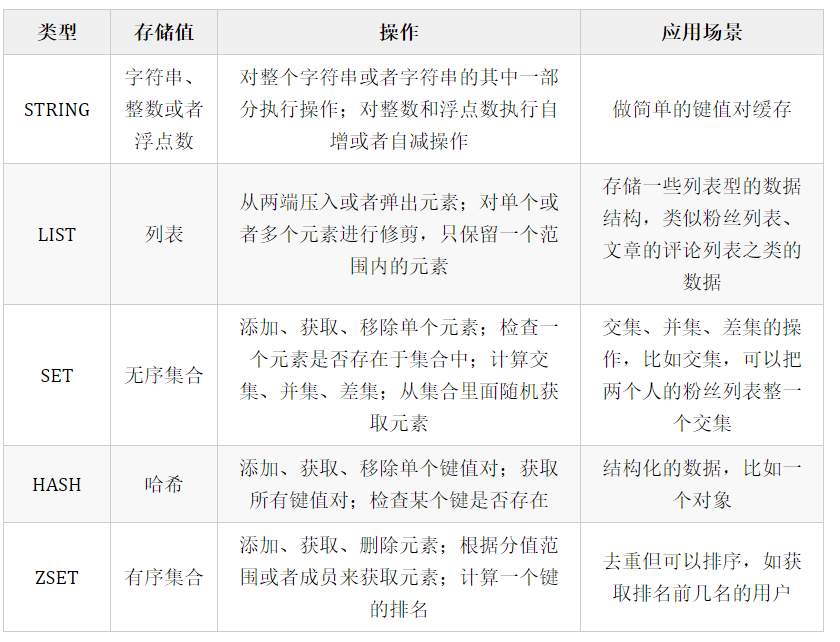 类型 存储值 操作 应用场景
STRING
字符串、
整数或者
浮点数
对整个字符串或者字符串的其中一部
分执行操作；对整数和浮点数执行自
增或者自减操作
做简单的键值对缓存
LIST
列表
从两端压入或者弹出元素；对单个或
者多个元素进行修剪，只保留一个范
围内的元素
存储一些列表型的数据
结构，类似粉丝列表、
文章的评论列表之类的
数据
SET
无序集合
添加、获取、移除单个元素；检查一
个元素是否存在于集合中；计算交
集、并集、差集；从集合里面随机获
取元素
交集、并集、差集的操
作，比如交集，可以把
两个人的粉丝列表整一
个交集
HASH
哈希
添加、获取、移除单个键值对；获取
所有键值对；检查某个键是否存在
结构化的数据，比如一
个对象
ZSET
有序集合
添加、获取、删除元素；根据分值范
围或者成员来获取元素；计算一个键
的排名
去重但可以排序，如获
取排名前几名的用户